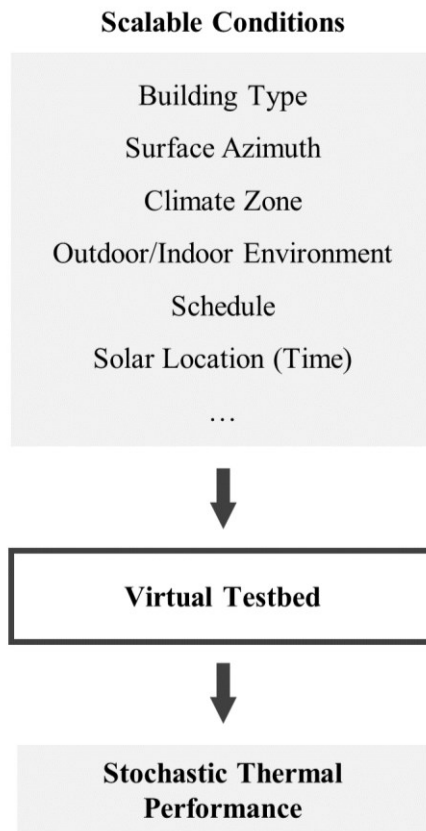 Scalable Conditions
Building Type
Surface Azimuth
Climate Zone
Outdoor/Indoor Environment
Schedule
Solar Location (Time)
…
Virtual Testbed
Stochastic Thermal
Performance